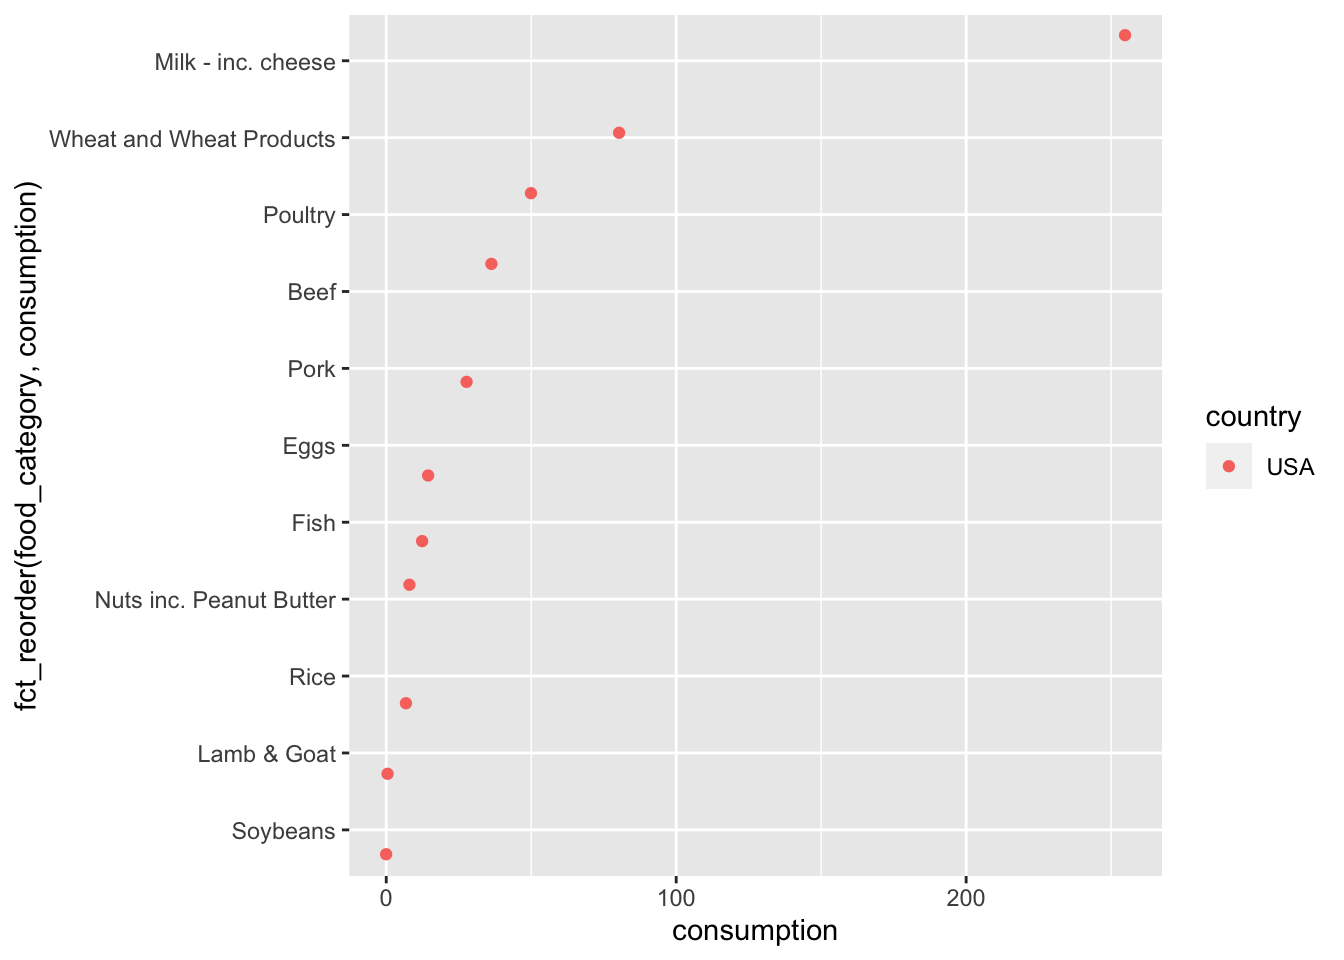 fct_reorder(food_category, consumption)
Milk - inc. cheese
Wheat and Wheat Products
Poultry
Beef
Pork
Eggs
Fish
Nuts inc. Peanut Butter
Rice
Lamb & Goat
Soybeans
0
100
200
consumption
country
USA